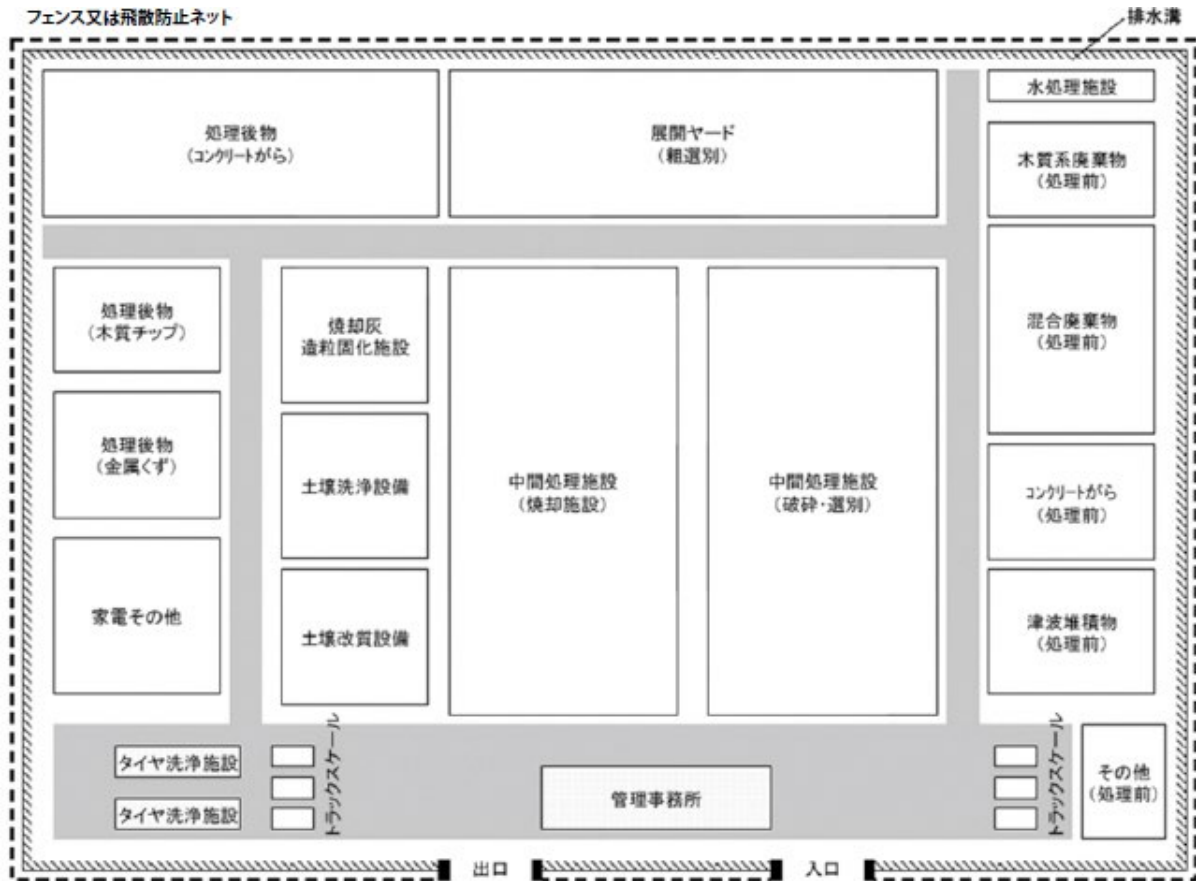 フェンス又は飛散防止ネット
排水溝
処理後物
(コンクリートがら)
展開ヤード
(粗選別)
水処理施設
木質系廃棄物
(処理前)
処理後物
(木質チップ)
焼却灰
造粒固化施設
混合廃棄物
(処理前)
処理後物
(金属くず)
土壌洗浄設備
中間処理施設
(焼却施設)
中間処理施設
(破砕・選別)
コンクリートがら
(処理前)
家電その他
土壌改質設備
津波堆積物
(処理前)
タイヤ洗浄施設
タイヤ洗浄施設
トラックスケール
管理事務所
トラックスケール
その他
(処理前)
出口
入口